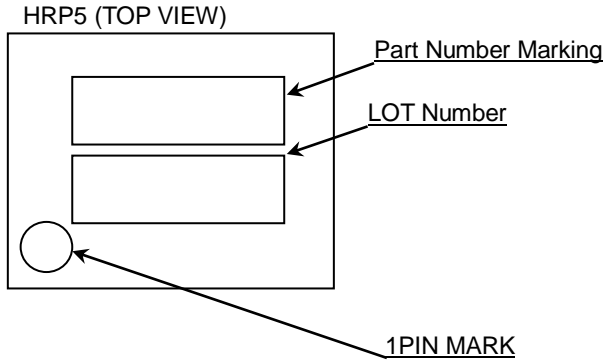 HRP5 (TOP VIEW)
Part Number Marking
LOT Number
1PIN MARK